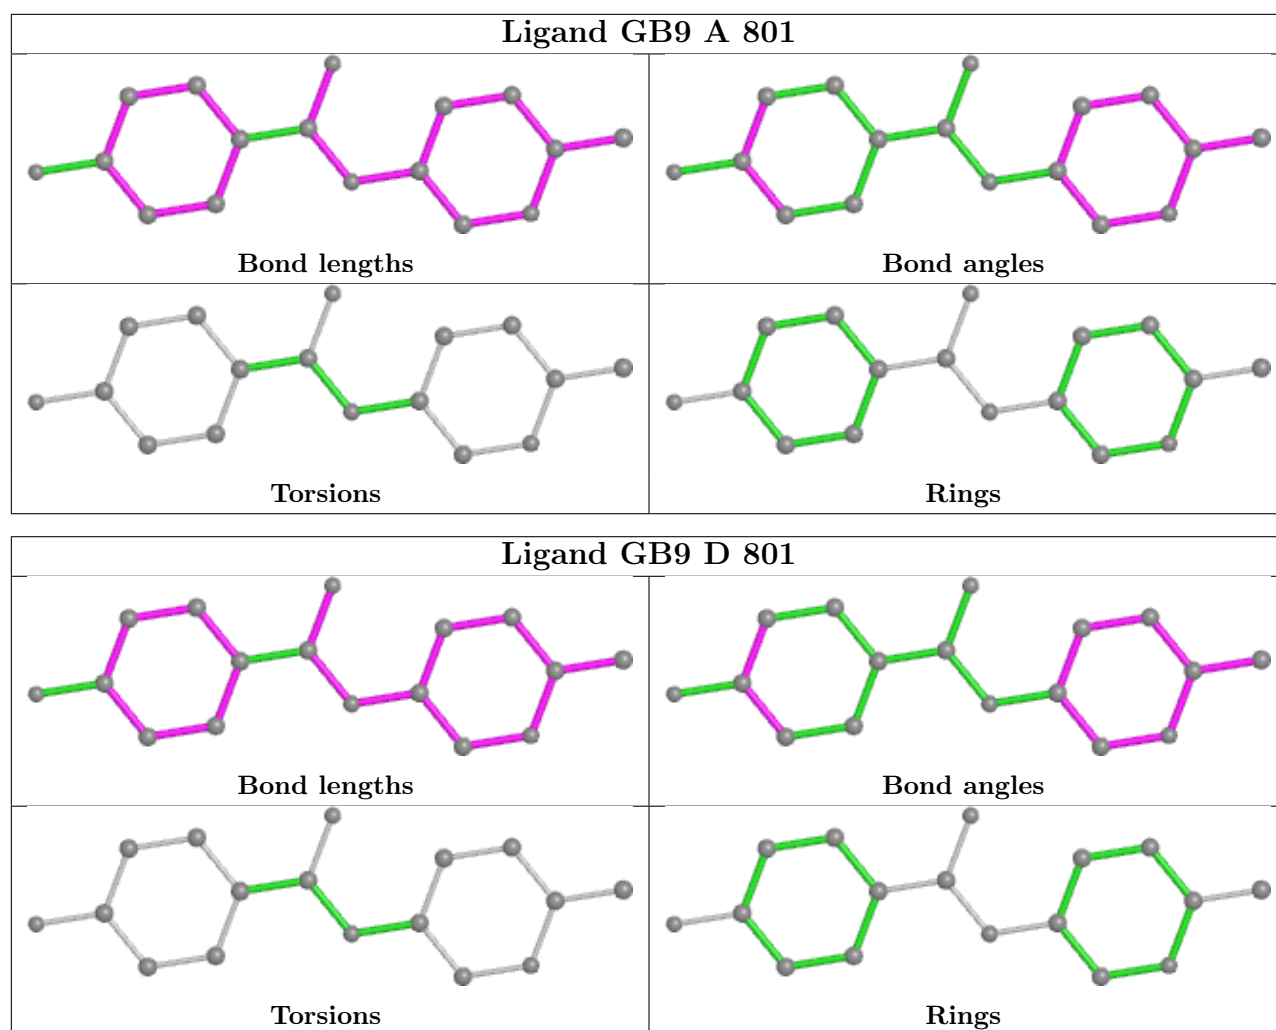 Ligand GB9 A 801
Bond lengths
Bond angles
Torsions
Rings
Ligand GB9 D 801
Bond lengths
Bond angles
Torsions
Rings